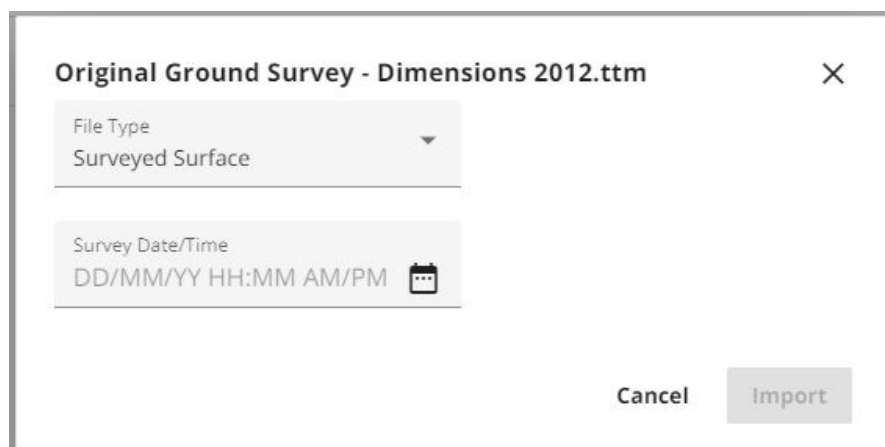 Original Ground Survey - Dimensions 2012.ttm
File Type
Surveyed Surface
Survey Date/Time
DD/MM/YY HH:MM AM/PM
Cancel
Import